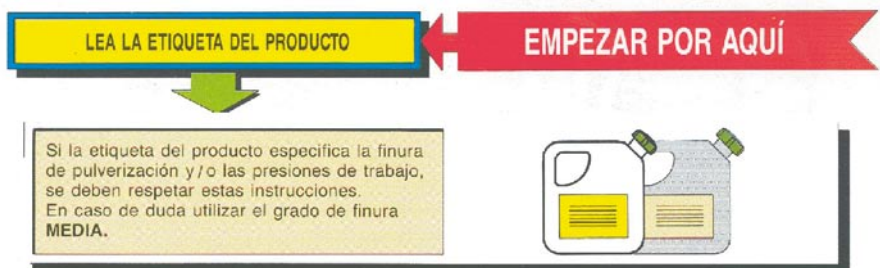 LEA LA ETIQUETA DEL PRODUCTO
EMPEZAR POR AQUÍ
Si la etiqueta del producto especifica la finura
de pulverización y/o las presiones de trabajo,
se deben respetar estas instrucciones.
En caso de duda utilizar el grado de finura
MEDIA.